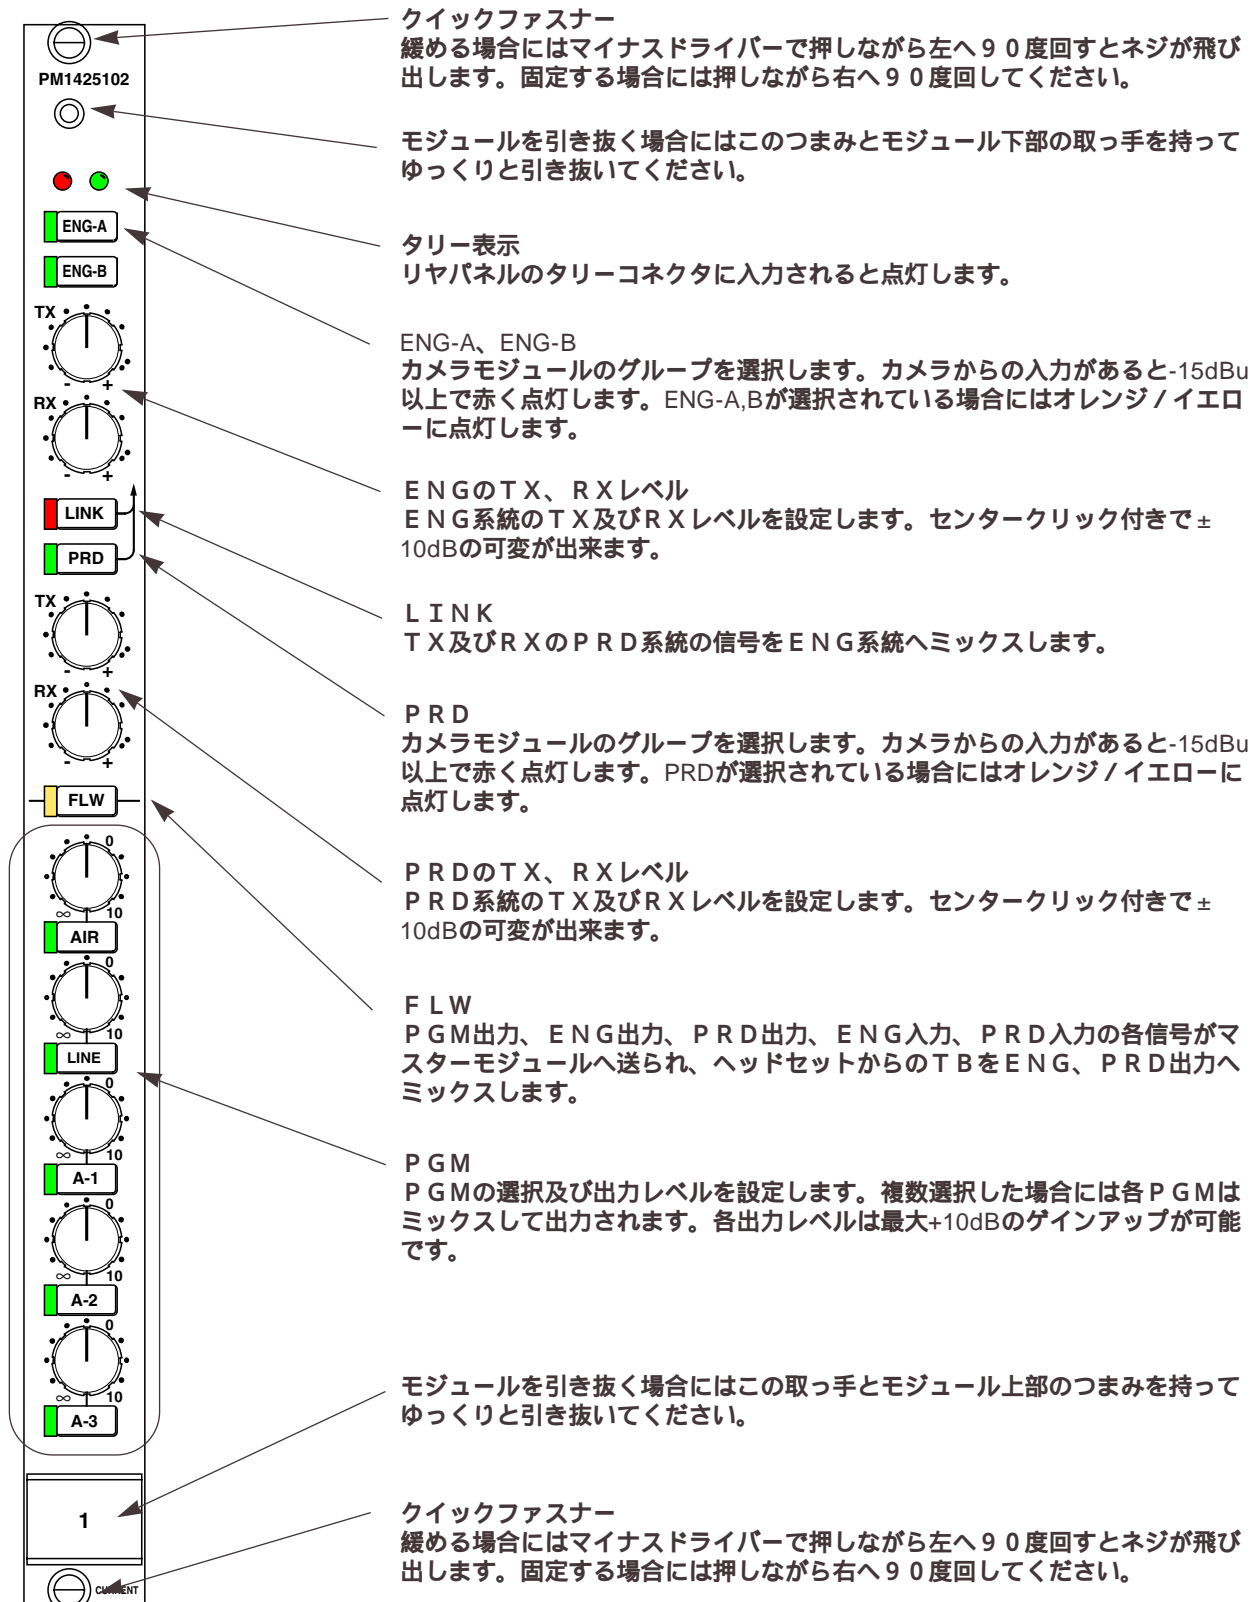 クイックファスナー
緩める場合にはマイナスドライバーで押しながら左へ９０度回すとネジが飛び
出します。固定する場合には押しながら右へ９０度回してください。
PM1425102
モジュールを引き抜く場合にはこのつまみとモジュール下部の取っ手を持って
ゆっくりと引き抜いてください。
ENG-A
タリー表示
リヤパネルのタリーコネクタに入力されると点灯します。
ENG-B
TX
- +
ENG-A、ENG-B
カメラモジュールのグループを選択します。カメラからの入力があると-15dBu
以上で赤く点灯します。ENG-A,Bが選択されている場合にはオレンジ／イエロ
ーに点灯します。
RX
- +
ＥＮＧのＴＸ、ＲＸレベル
ＥＮＧ系統のＴＸ及びＲＸレベルを設定します。センタークリック付きで±
10dBの可変が出来ます。
LINK
PRD
TX
- +
ＬＩＮＫ
ＴＸ及びＲＸのＰＲＤ系統の信号をＥＮＧ系統へミックスします。
RX
- +
ＰＲＤ
カメラモジュールのグループを選択します。カメラからの入力があると-15dBu
以上で赤く点灯します。PRDが選択されている場合にはオレンジ／イエローに
点灯します。
FLW
0
∞ 10
AIR
ＰＲＤのＴＸ、ＲＸレベル
ＰＲＤ系統のＴＸ及びＲＸレベルを設定します。センタークリック付きで±
10dBの可変が出来ます。
0
∞ 10
LINE
ＦＬＷ
ＰＧＭ出力、ＥＮＧ出力、ＰＲＤ出力、ＥＮＧ入力、ＰＲＤ入力の各信号がマ
スターモジュールへ送られ、ヘッドセットからのＴＢをＥＮＧ、ＰＲＤ出力へ
ミックスします。
0
∞ 10
A-1
ＰＧＭ
ＰＧＭの選択及び出力レベルを設定します。複数選択した場合には各ＰＧＭは
ミックスして出力されます。各出力レベルは最大+10dBのゲインアップが可能
です。
0
∞ 10
A-2
0
∞ 10
A-3
モジュールを引き抜く場合にはこの取っ手とモジュール上部のつまみを持って
ゆっくりと引き抜いてください。
1
クイックファスナー
緩める場合にはマイナスドライバーで押しながら左へ９０度回すとネジが飛び
出します。固定する場合には押しながら右へ９０度回してください。
CURRENT